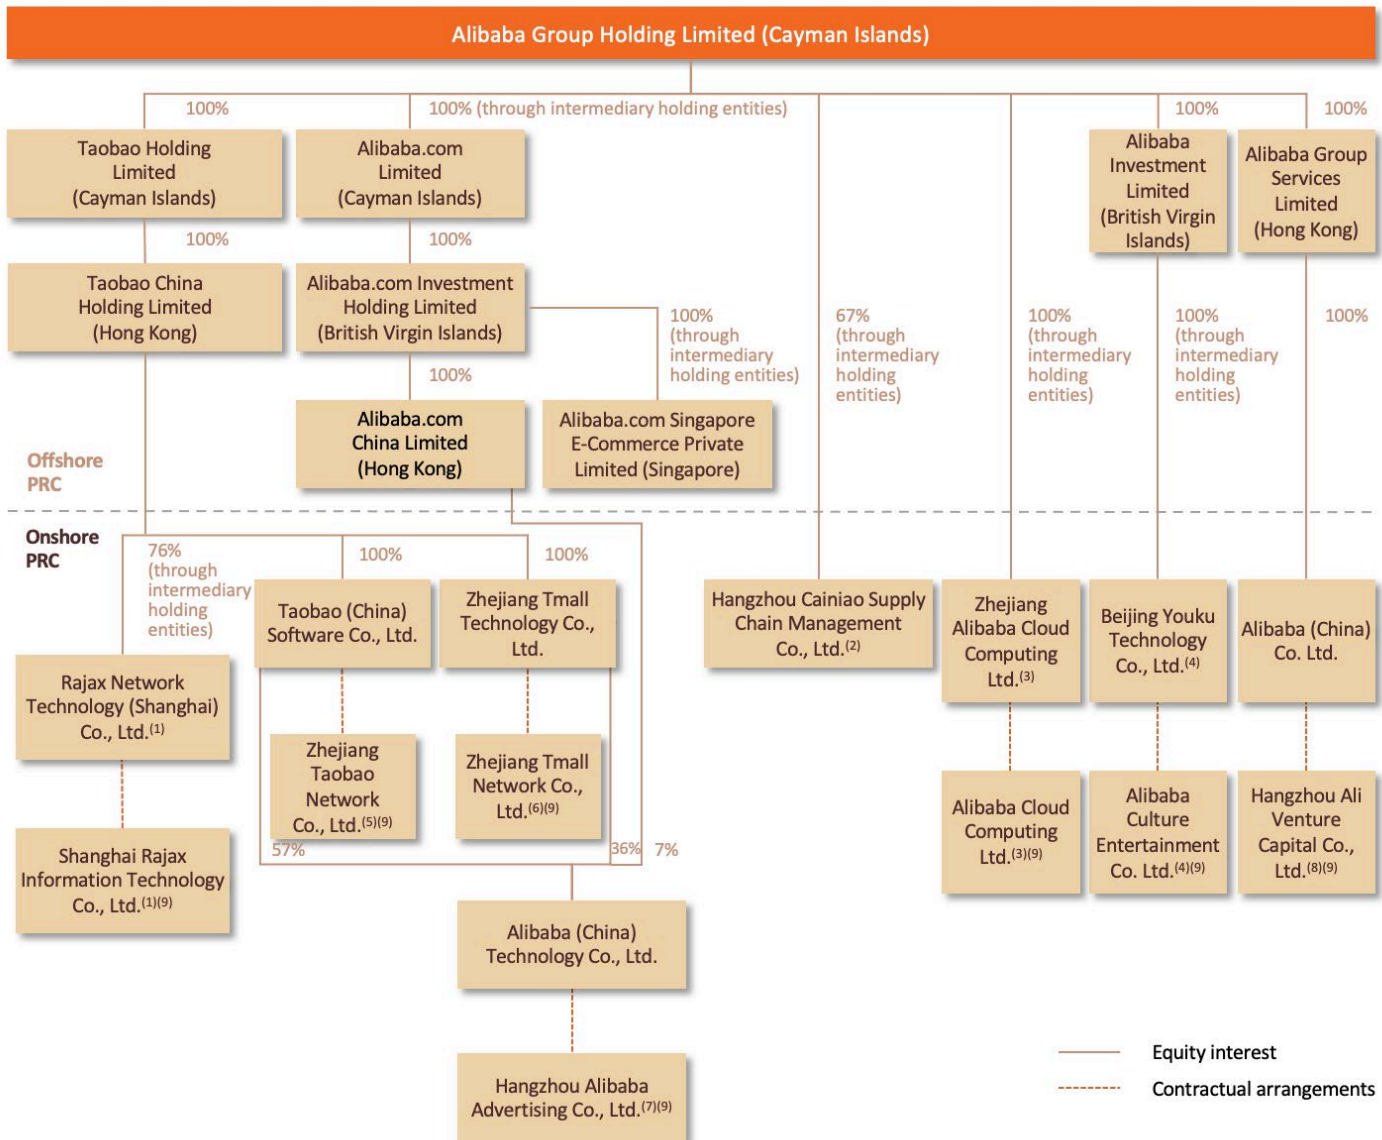 Alibaba Group Holding Limited (Cayman Islands)
100%
100% (through intermediary holding entities)
100%
100%
Taobao Holding
Limited
(Cayman Islands)
Alibaba.com
Limited
(Cayman Islands)
Alibaba
Investment
Limited
(British Virgin
Islands)
Alibaba Group
Services
Limited
(Hong Kong)
100%
100%
Taobao China
Holding Limited
(Hong Kong)
Alibaba.com Investment
Holding Limited
(British Virgin Islands)
100%
(through
intermediary
holding entities)
67%
(through
intermediary
holding
entities)
100%
(through
intermediary
holding
entities)
100%
(through
intermediary
holding
entities)
100%
100%
Alibaba.com
China Limited
(Hong Kong)
Alibaba.com Singapore
E-Commerce Private
Limited (Singapore)
Offshore
PRC
Onshore
PRC
76%
(through
intermediary
holding
entities)
100%
100%
Taobao (China)
Software Co., Ltd.
Zhejiang Tmall
Technology Co.,
Ltd.
Hangzhou Cainiao Supply
Chain Management
Co., Ltd.(2)
Zhejiang
Alibaba Cloud
Computing
Ltd.(3)
Beijing Youku
Technology
Co., Ltd.(4)
Alibaba (China)
Co. Ltd.
Rajax Network
Technology (Shanghai)
Co., Ltd.(1)
Zhejiang
Taobao
Network
Co., Ltd.(5)(9)
Zhejiang Tmall
Network Co.,
Ltd.(6)(9)
Alibaba Cloud
Computing
Ltd.(3)(9)
Alibaba
Culture
Entertainment
Co. Ltd.(4)(9)
Hangzhou Ali
Venture
Capital Co.,
Ltd.(8)(9)
Shanghai Rajax
Information Technology
Co., Ltd.(1)(9)
57%
36%
7%
Alibaba (China)
Technology Co., Ltd.
Hangzhou Alibaba
Advertising Co., Ltd.(7)(9)
Equity interest
Contractual arrangements